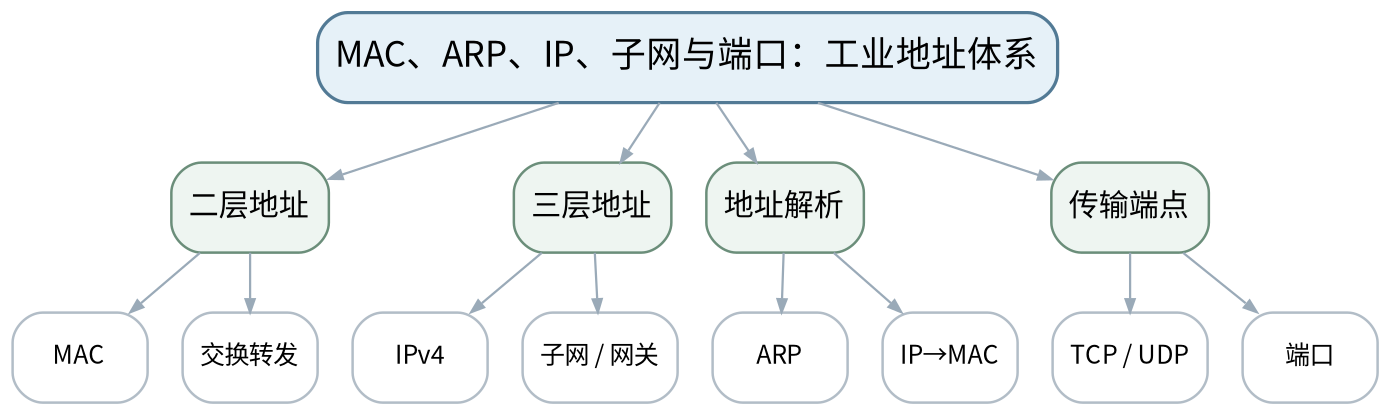 MAC、ARP、IP、子网与端口：工业地址体系
二层地址
三层地址
地址解析
传输端点
MAC
交换转发
IPv4
子网 / 网关
ARP
IP→MAC
TCP / UDP
端口